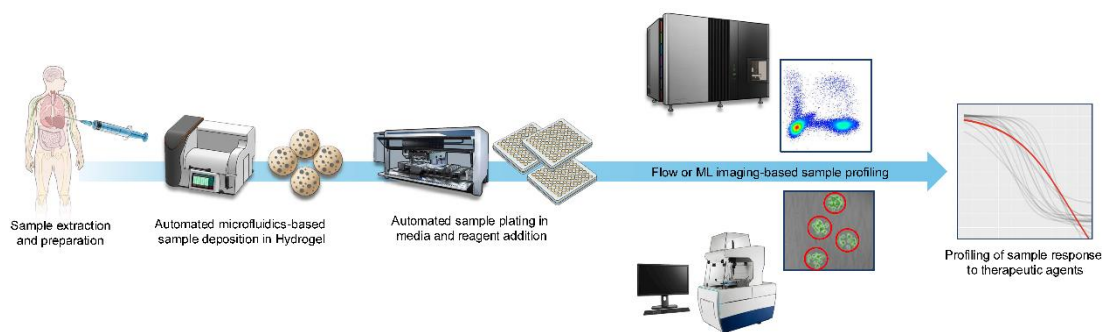 Sample extraction
and preparation
Automated microfluidics-based
sample deposition in Hydrogel
Automated sample plating in
media and reagent addition
Flow or ML imaging-based sample profiling
Profiling of sample response
to therapeutic agents